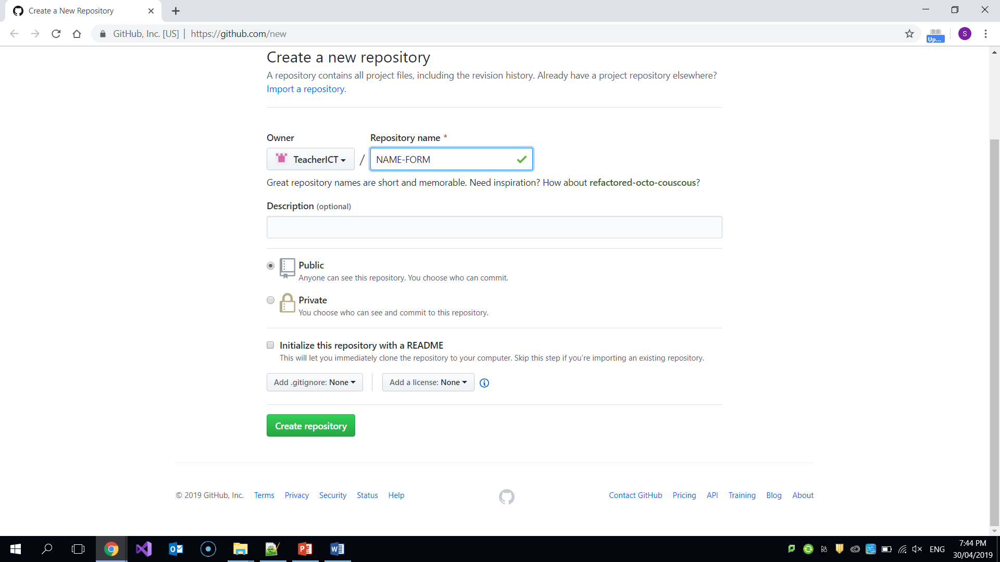 Create a New Repository
GitHub, Inc. [US] | https://github.com/new
Up...
S
Create a new repository
A repository contains all project files, including the revision history. Already have a project repository elsewhere?
Import a repository.
Owner
Repository name *
TeacherICT / NAME-FORM
Great repository names are short and memorable. Need inspiration? How about refactored-octo-couscous?
Description (optional)
Public
Anyone can see this repository. You choose who can commit.
Private
You choose who can see and commit to this repository.
Initialize this repository with a README
This will let you immediately clone the repository to your computer. Skip this step if you’re importing an existing repository.
Add .gitignore: None
Add a license: None
Create repository
© 2019 GitHub, Inc. Terms Privacy Security Status Help
Contact GitHub Pricing API Training Blog About
ENG
7:44 PM
30/04/2019